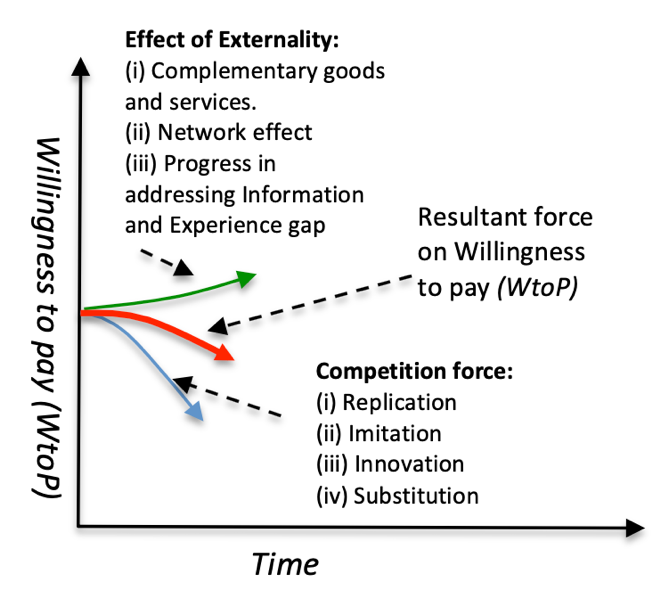 Effect of Externality:
(i) Complementary goods
and services.
(ii) Network effect
(iii) Progress in
addressing Information
and Experience gap
Willingness to pay (WtoP)
Resultant force
on Willingness
to pay (WtoP)
Competition force:
(i) Replication
(ii) Imitation
(iii) Innovation
(iv) Substitution
Time